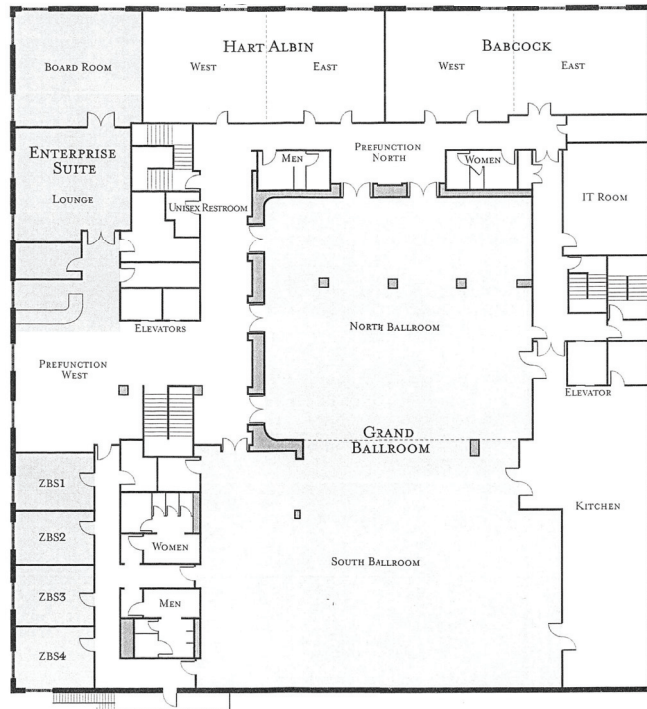 Board Room
Hart Albin
West
East
Babcock
West
East
Prefunction
North
Men
Women
Enterprise
Suite
Lounge
Unisex Restroom
IT Room
Elevators
North Ballroom
Prefunction
West
Elevator
Grand
Ballroom
ZBS1
Kitchen
ZBS2
Women
South Ballroom
ZBS3
Men
ZBS4